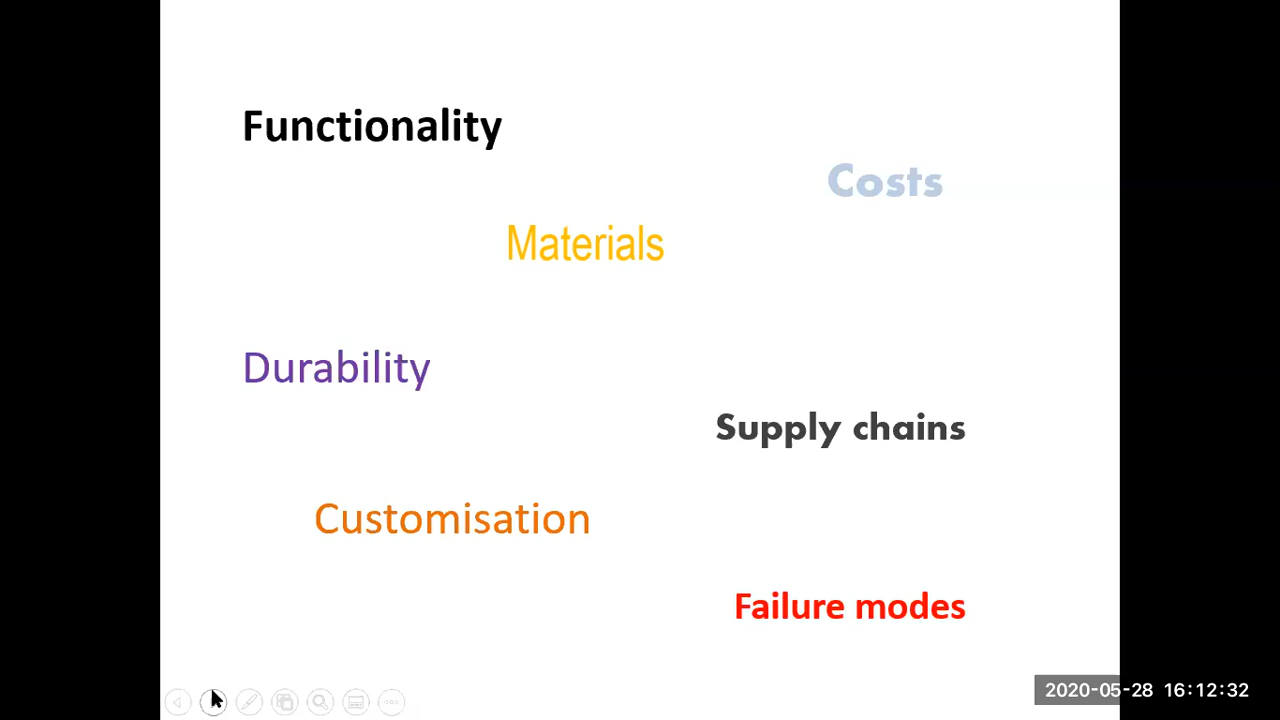 Functionality
Costs
Materials
Durability
Supply chains
Customisation
Failure modes
2020-05-28 16:12:32